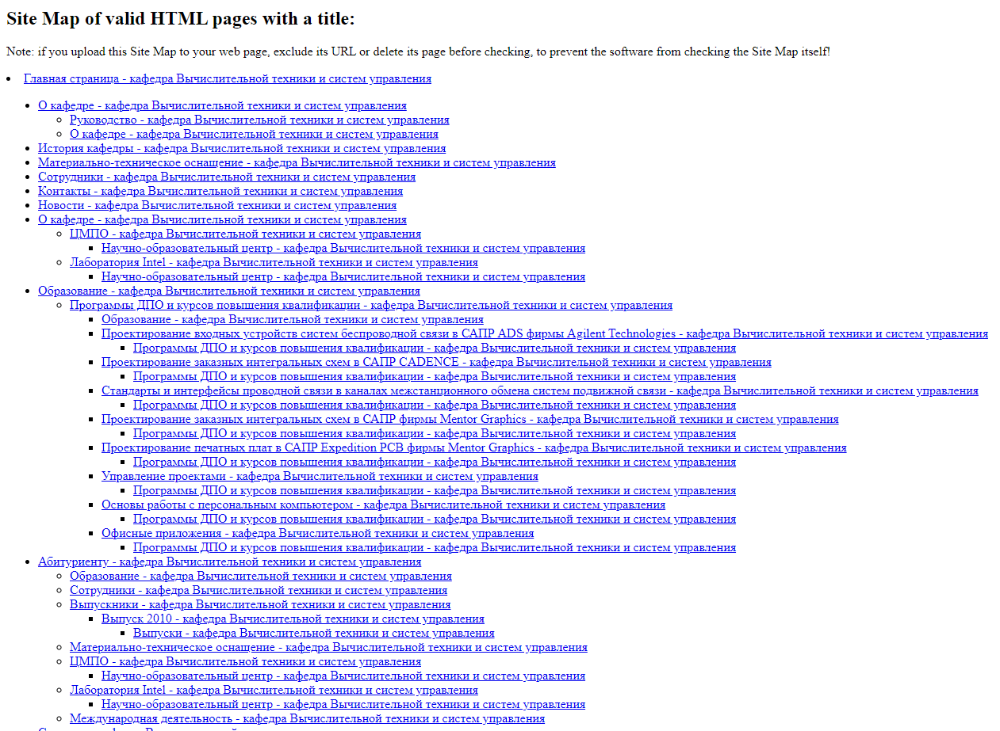 Site Map of valid HTML pages with a title:
Note: if you upload this Site Map to your web page, exclude its URL or delete its page before checking, to prevent the software from checking the Site Map itself!
Главная страница - кафедра Вычислительной техники и систем управления
О кафедре - кафедра Вычислительной техники и систем управления
Руководство - кафедра Вычислительной техники и систем управления
О кафедре - кафедра Вычислительной техники и систем управления
История кафедры - кафедра Вычислительной техники и систем управления
Материально-техническое оснащение - кафедра Вычислительной техники и систем управления
Сотрудники - кафедра Вычислительной техники и систем управления
Контакты - кафедра Вычислительной техники и систем управления
Новости - кафедра Вычислительной техники и систем управления
О кафедре - кафедра Вычислительной техники и систем управления
ЦМПО - кафедра Вычислительной техники и систем управления
Научно-образовательный центр - кафедра Вычислительной техники и систем управления
Лаборатория Intel - кафедра Вычислительной техники и систем управления
Научно-образовательный центр - кафедра Вычислительной техники и систем управления
Образование - кафедра Вычислительной техники и систем управления
Программы ДПО и курсов повышения квалификации - кафедра Вычислительной техники и систем управления
Образование - кафедра Вычислительной техники и систем управления
Проектирование входных устройств систем беспроводной связи в САПР ADS фирмы Agilent Technologies - кафедра Вычислительной техники и систем управления
Программы ДПО и курсов повышения квалификации - кафедра Вычислительной техники и систем управления
Проектирование заказных интегральных схем в САПР CADENCE - кафедра Вычислительной техники и систем управления
Программы ДПО и курсов повышения квалификации - кафедра Вычислительной техники и систем управления
Стандарты и интерфейсы проводной связи в каналах межстанционного обмена систем подвижной связи - кафедра Вычислительной техники и систем управления
Программы ДПО и курсов повышения квалификации - кафедра Вычислительной техники и систем управления
Проектирование заказных интегральных схем в САПР фирмы Mentor Graphics - кафедра Вычислительной техники и систем управления
Программы ДПО и курсов повышения квалификации - кафедра Вычислительной техники и систем управления
Проектирование печатных плат в САПР Expedition PCB фирмы Mentor Graphics - кафедра Вычислительной техники и систем управления
Программы ДПО и курсов повышения квалификации - кафедра Вычислительной техники и систем управления
Управление проектами - кафедра Вычислительной техники и систем управления
Программы ДПО и курсов повышения квалификации - кафедра Вычислительной техники и систем управления
Основы работы с персональным компьютером - кафедра Вычислительной техники и систем управления
Программы ДПО и курсов повышения квалификации - кафедра Вычислительной техники и систем управления
Офисные приложения - кафедра Вычислительной техники и систем управления
Программы ДПО и курсов повышения квалификации - кафедра Вычислительной техники и систем управления
Абитуриенту - кафедра Вычислительной техники и систем управления
Образование - кафедра Вычислительной техники и систем управления
Сотрудники - кафедра Вычислительной техники и систем управления
Выпускники - кафедра Вычислительной техники и систем управления
Выпуск 2010 - кафедра Вычислительной техники и систем управления
Выпуски - кафедра Вычислительной техники и систем управления
Материально-техническое оснащение - кафедра Вычислительной техники и систем управления
ЦМПО - кафедра Вычислительной техники и систем управления
Научно-образовательный центр - кафедра Вычислительной техники и систем управления
Лаборатория Intel - кафедра Вычислительной техники и систем управления
Научно-образовательный центр - кафедра Вычислительной техники и систем управления
Международная деятельность - кафедра Вычислительной техники и систем управления